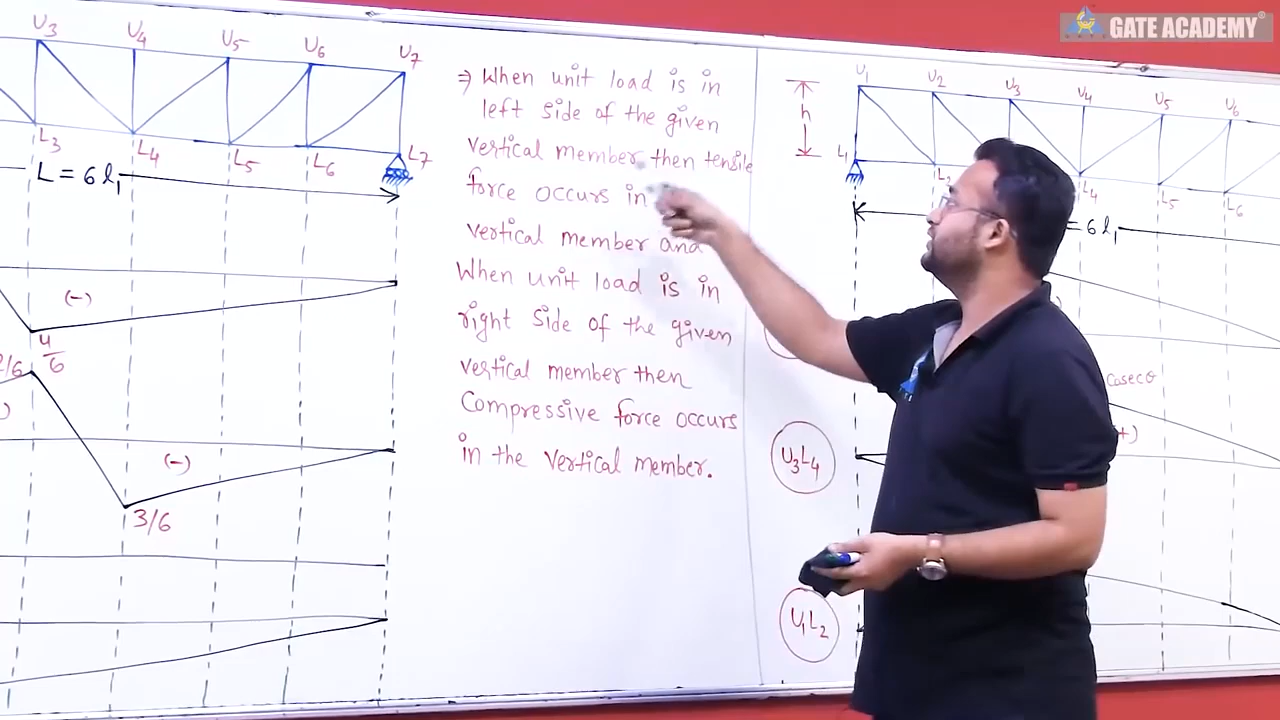 GATE ACADEMY
U3 U4 U5 U6 U7
L3 L4 L5 L6 L7
L = 6 l1
(-)
4/6
(-)
3/6
⇒ When unit load is in
left side of the given
vertical member then tensile
force occurs in
vertical member and
When unit load is in
right side of the given
vertical member then
Compressive force occurs
in the vertical member.
U1 U2 U3 U4 U5 U6
h
L1 L2 L4 L5 L6
= 6 l1
Cosecθ
(+)
U3L4
U1L2